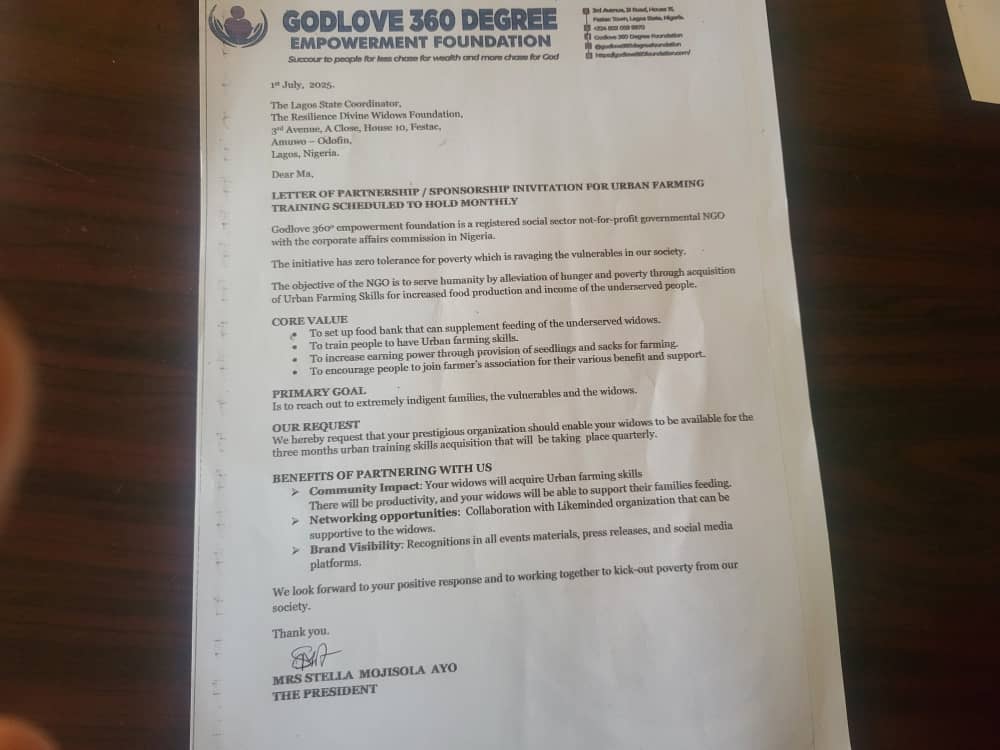 GODLOVE 360 DEGREE
EMPOWERMENT FOUNDATION
Succour to people for less chase for wealth and more chase for God
3rd Avenue, Road, House
Festac Town, Lagos State, Nigeria.
Godlove 360 Degree Foundation
1st July, 2025.
The Lagos State Coordinator,
The Resilience Divine Widows Foundation,
3rd Avenue, A Close, House 10, Festac,
Amuwo – Odofin,
Lagos, Nigeria.
Dear Ma,
LETTER OF PARTNERSHIP / SPONSORSHIP INIVITATION FOR URBAN FARMING
TRAINING SCHEDULED TO HOLD MONTHLY
Godlove 360° empowerment foundation is a registered social sector not-for-profit governmental NGO
with the corporate affairs commission in Nigeria.
The initiative has zero tolerance for poverty which is ravaging the vulnerables in our society.
The objective of the NGO is to serve humanity by alleviation of hunger and poverty through acquisition
of Urban Farming Skills for increased food production and income of the underserved people.
CORE VALUE
• To set up food bank that can supplement feeding of the underserved widows.
• To train people to have Urban farming skills.
• To increase earning power through provision of seedlings and sacks for farming.
• To encourage people to join farmer's association for their various benefit and support.
PRIMARY GOAL
Is to reach out to extremely indigent families, the vulnerables and the widows.
OUR REQUEST
We hereby request that your prestigious organization should enable your widows to be available for the
three months urban training skills acquisition that will be taking place quarterly.
BENEFITS OF PARTNERING WITH US
➢ Community Impact: Your widows will acquire Urban farming skills
There will be productivity, and your widows will be able to support their families feeding.
➢ Networking opportunities: Collaboration with Likeminded organization that can be
supportive to the widows.
➢ Brand Visibility: Recognitions in all events materials, press releases, and social media
platforms.
We look forward to your positive response and to working together to kick-out poverty from our
society.
Thank you.
MRS STELLA MOJISOLA AYO
THE PRESIDENT